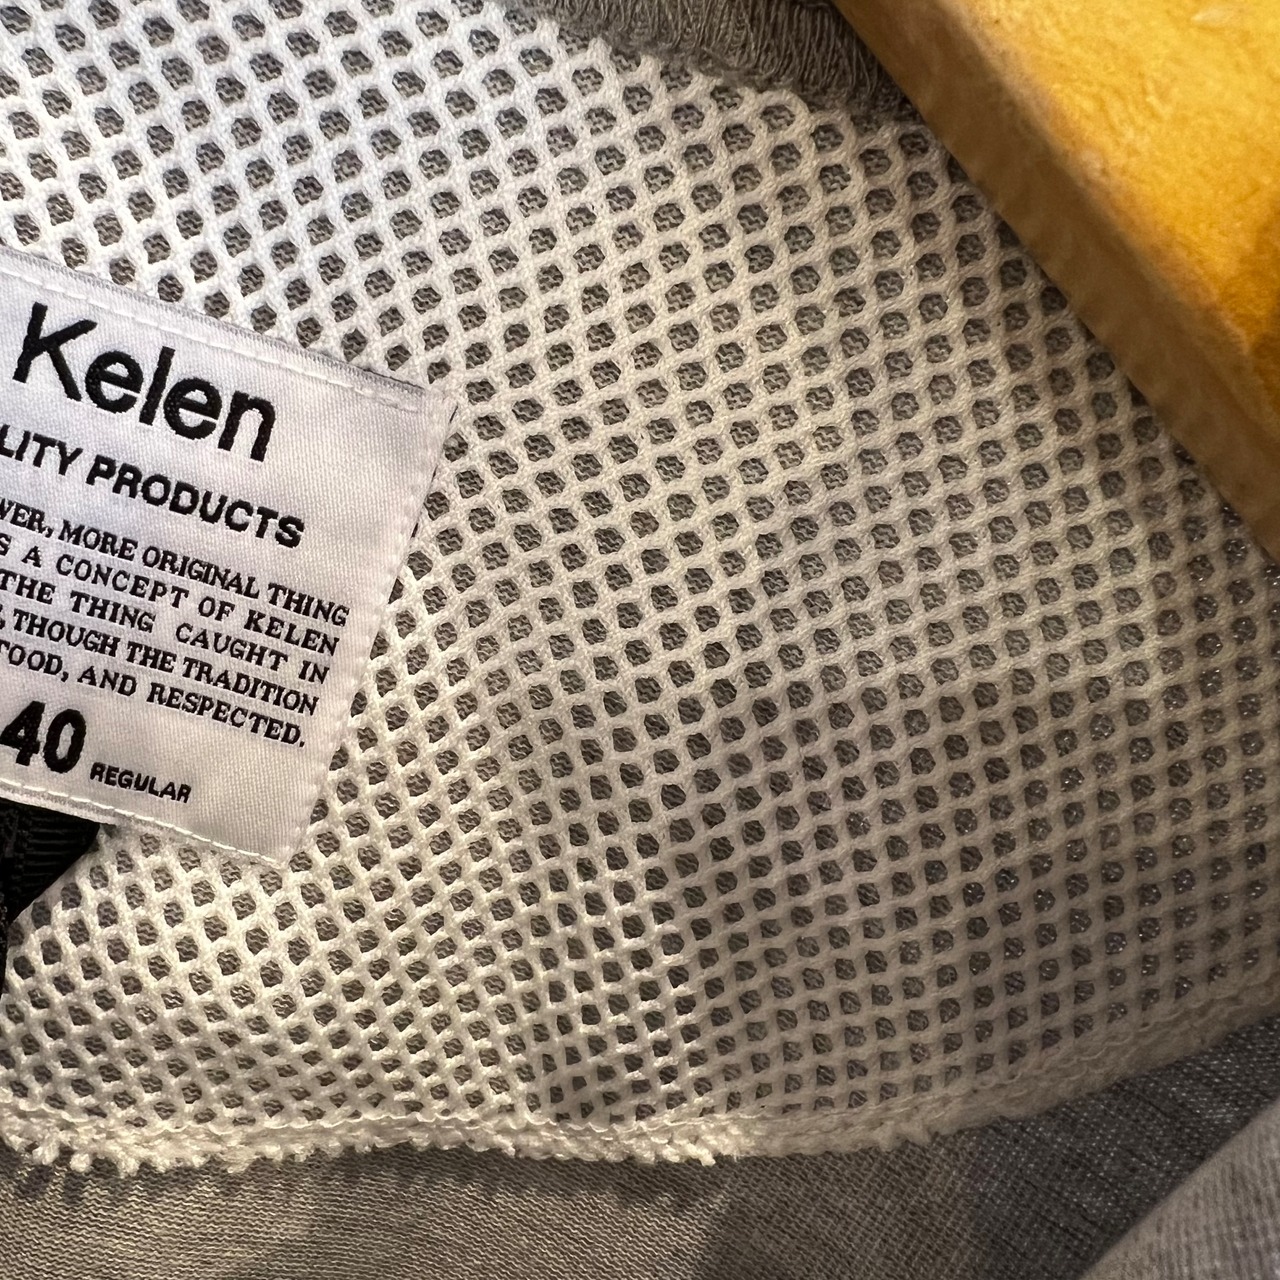 Kelen
LITY PRODUCTS
WER, MORE ORIGINAL THING
S A CONCEPT OF KELEN
THE THING CAUGHT IN
, THOUGH THE TRADITION
TOOD, AND RESPECTED.
40 REGULAR